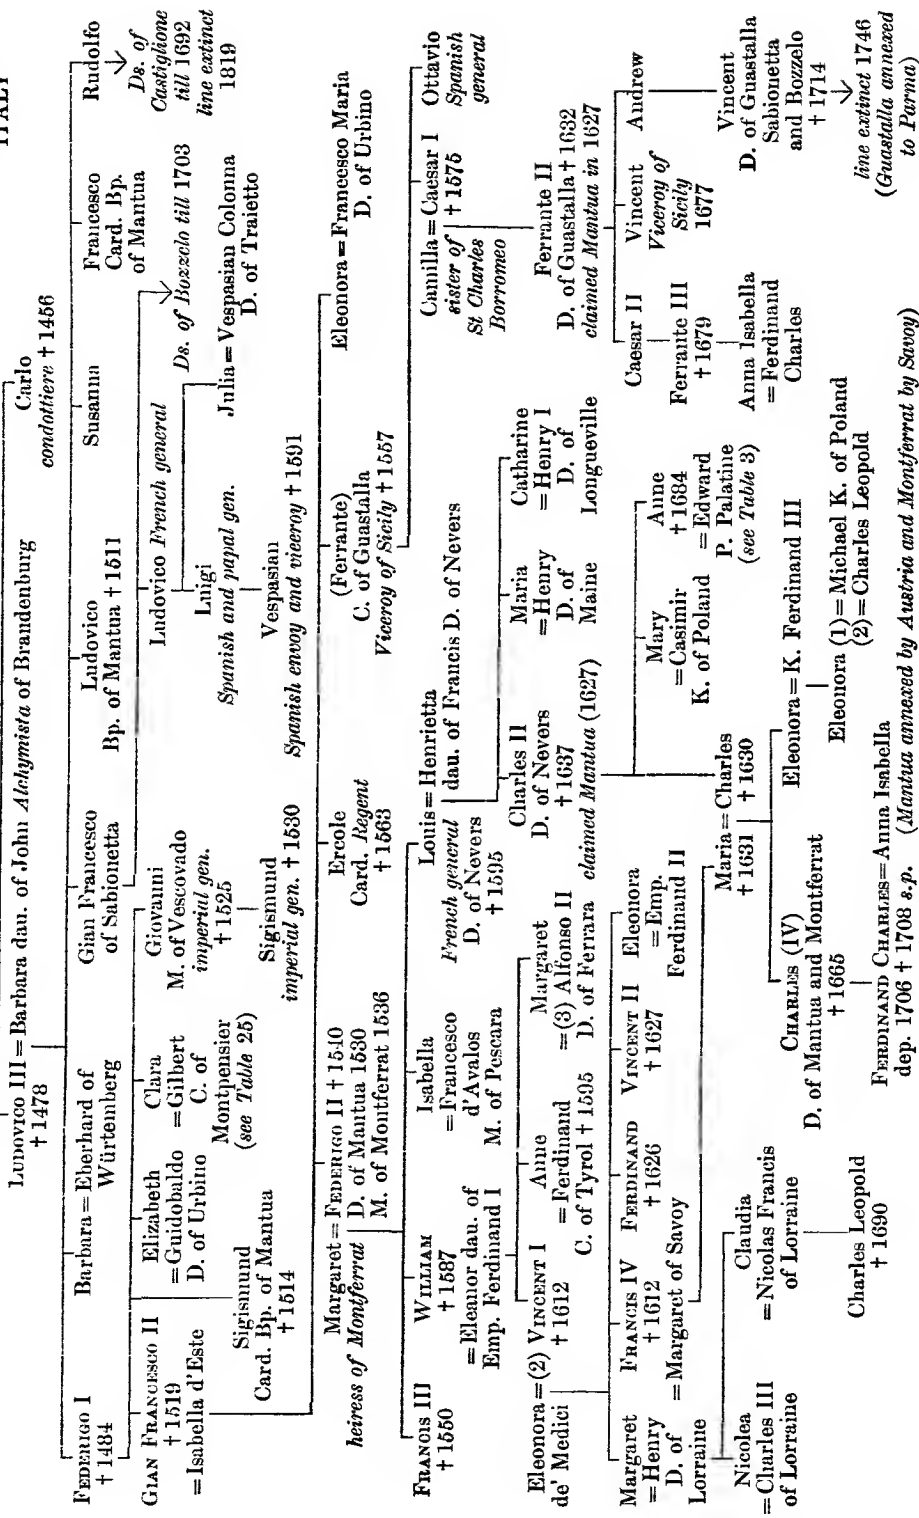 ITALY
LUDOVICO III = Barbara dau. of John Alchymista of Brandenburg
† 1478
Carlo
condottiere † 1456
FEDERIGO I
† 1484
Barbara = Eberhard of
Würtemberg
Gian Francesco
of Sabionetta
Ludovico
Bp. of Mantua † 1511
Susanna
Francesco
Card. Bp.
of Mantua
Rudolfo
Ds. of
Castiglione
till 1692
line extinct
1819
GIAN FRANCESCO II
† 1519
= Isabella d'Este
Elizabeth
= Guidobaldo
D. of Urbino
Clara
= Gilbert
C. of
Montpensier
(see Table 25)
Giovanni
M. of Vescovado
imperial gen.
† 1525
Ludovico French general
Ds. of Bozzelo till 1703
Sigismund
Card. Bp. of Mantua
† 1514
Sigismund
imperial gen. † 1530
Luigi
Spanish and papal gen.
Julia = Vespasian Colonna
D. of Traietto
Vespasian
Spanish envoy and viceroy † 1591
Margaret = FEDERIGO II † 1540
heiress of Montferrat
D. of Mantua 1530
M. of Montferrat 1536
Ercole
Card. Regent
† 1563
(Ferrante)
C. of Guastalla
Viceroy of Sicily † 1557
Eleonora = Francesco Maria
D. of Urbino
FRANCIS III
† 1550
WILLIAM
† 1587
= Eleanor dau. of
Emp. Ferdinand I
Isabella
= Francesco
d'Avalos
M. of Pescara
Louis = Henrietta
French general
D. of Nevers
† 1595
dau. of Francis D. of Nevers
Camilla = Caesar I
sister of
St Charles
Borromeo
† 1575
Ottavio
Spanish
general
Eleonora = (2) VINCENT I
de' Medici
† 1612
Anne
= Ferdinand
C. of Tyrol † 1595
Margaret
= (3) Alfonso II
D. of Ferrara
Charles II
D. of Nevers
† 1637
claimed Mantua (1627)
Maria
= Henry
D. of
Maine
Catharine
= Henry I
D. of
Longueville
Ferrante II
D. of Guastalla † 1632
claimed Mantua in 1627
Margaret
= Henry
D. of
Lorraine
FRANCIS IV
† 1612
= Margaret of Savoy
FERDINAND
† 1626
VINCENT II
† 1627
Eleonora
= Emp.
Ferdinand II
Mary
= Casimir
K. of Poland
Anne
† 1684
= Edward
P. Palatine
(see Table 3)
Caesar II
Vincent
Viceroy of
Sicily
1677
Andrew
Nicolea
= Charles III
of Lorraine
Claudia
= Nicolas Francis
of Lorraine
Maria = Charles
† 1631
† 1630
Ferrante III
† 1679
Vincent
D. of Guastalla
Sabionetta
and Bozzelo
† 1714
Charles Leopold
† 1690
CHARLES (IV)
D. of Mantua and Montferrat
† 1665
Eleonora = K. Ferdinand III
Anna Isabella
= Ferdinand
Charles
line extinct 1746
(Guastalla annexed
to Parma)
Eleonora (1) = Michael K. of Poland
(2) = Charles Leopold
FERDINAND CHARLES = Anna Isabella
dep. 1706 † 1708 s.p. (Mantua annexed by Austria and Montferrat by Savoy)